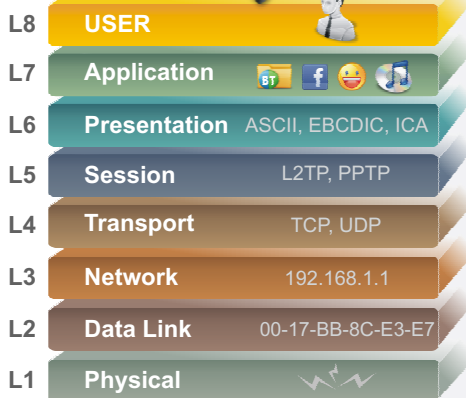 L8 USER
L7 Application BT f
L6 Presentation ASCII, EBCDIC, ICA
L5 Session L2TP, PPTP
L4 Transport TCP, UDP
L3 Network 192.168.1.1
L2 Data Link 00-17-BB-8C-E3-E7
L1 Physical